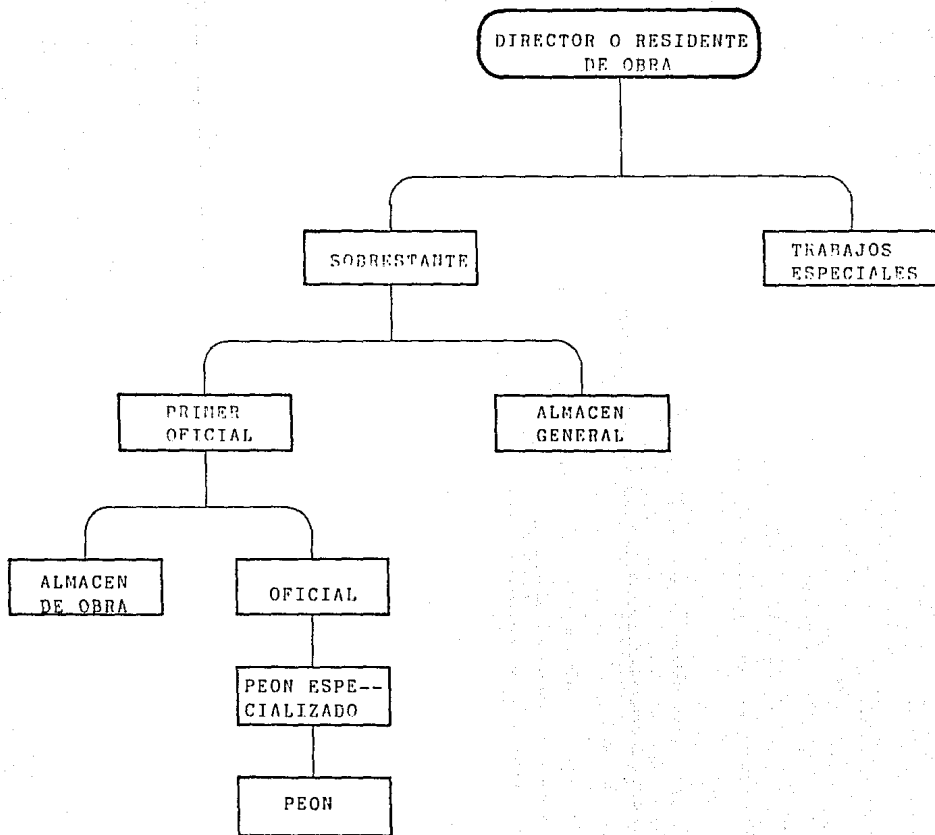 DIRECTOR O RESIDENTE
DE OBRA
SOBRESTANTE
TRABAJOS
ESPECIALES
PRIMER
OFICIAL
ALMACEN
GENERAL
ALMACEN
DE OBRA
OFICIAL
PEON ESPE--
CIALIZADO
PEON